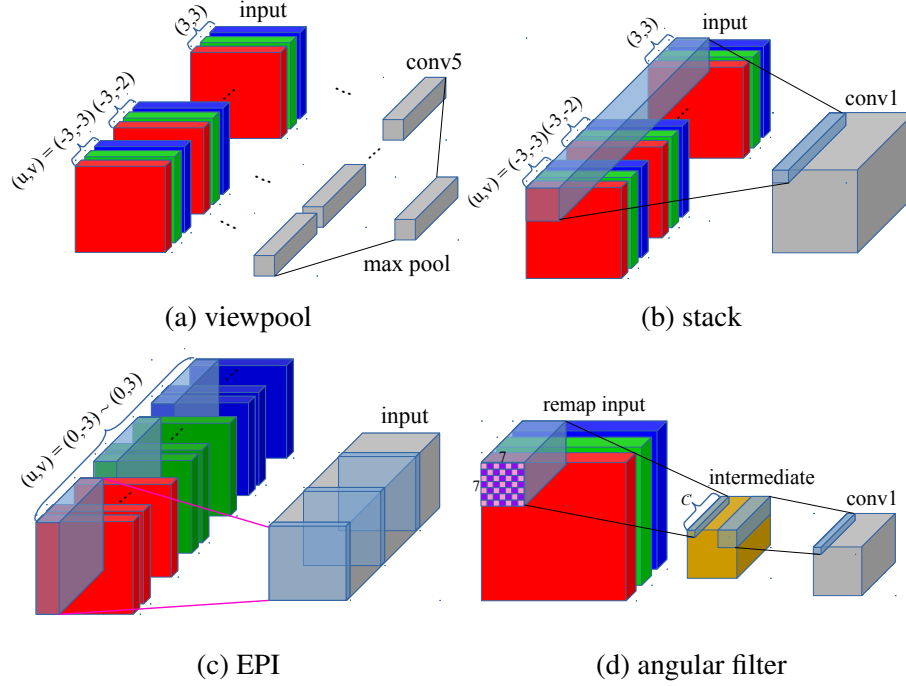 input
(3,3)
(u,v) = (-3,-3) (-3,-2)
...
...
...
...
conv5
max pool
(a) viewpool
input
(3,3)
(u,v) = (-3,-3)(-3,-2)
...
...
conv1
(b) stack
(u,v) = (0,-3) ~ (0,3)
...
...
...
input
(c) EPI
remap input
7
7
intermediate
C
conv1
(d) angular filter